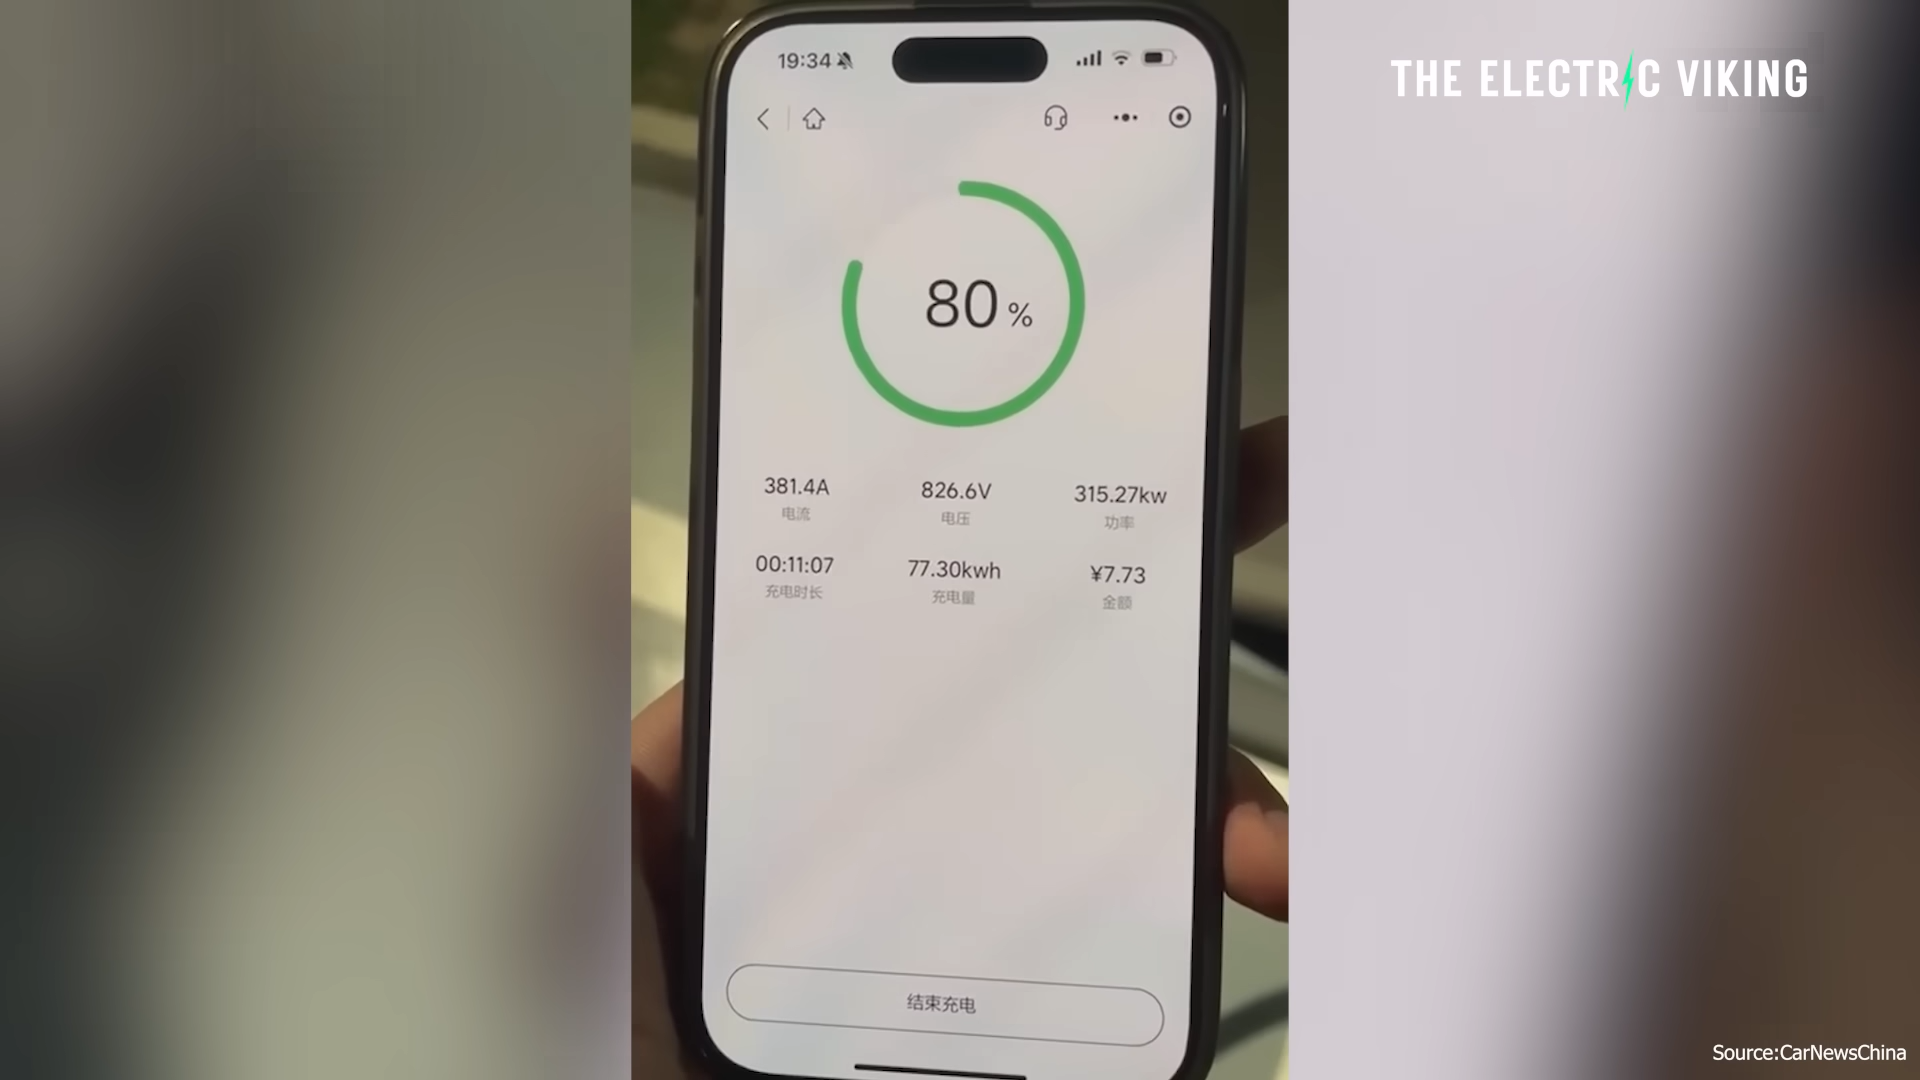 THE ELECTRIC VIKING
19:34
80 %
381.4A 826.6V 315.27kw
电流 电压 功率
00:11:07 77.30kwh ¥7.73
充电时长 充电量 金额
结束充电
Source:CarNewsChina